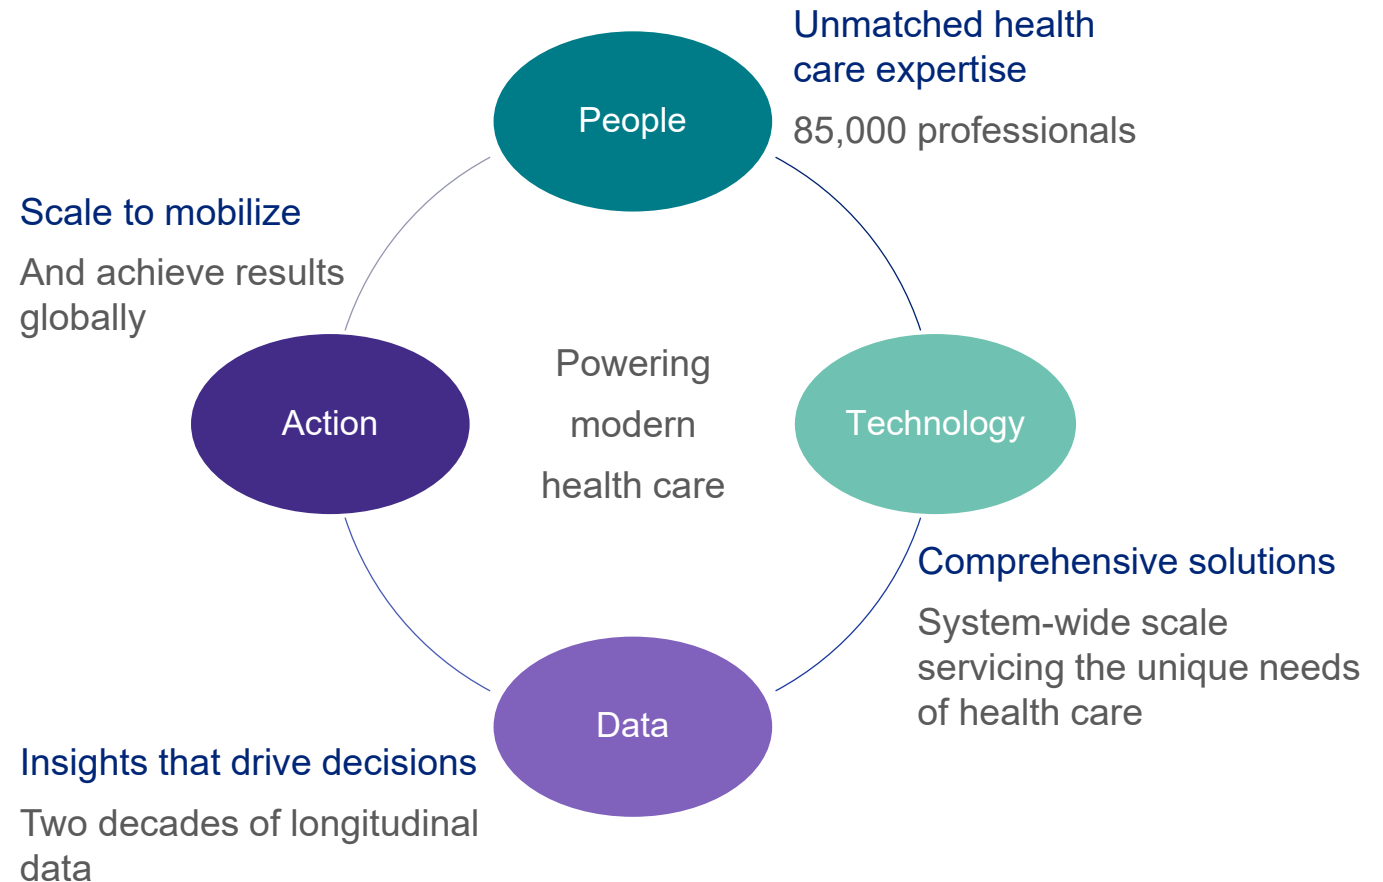 Unmatched health
care expertise
85,000 professionals
People
Scale to mobilize
And achieve results
globally
Action
Powering
modern
health care
Technology
Comprehensive solutions
System-wide scale
servicing the unique needs
of health care
Data
Insights that drive decisions
Two decades of longitudinal
data